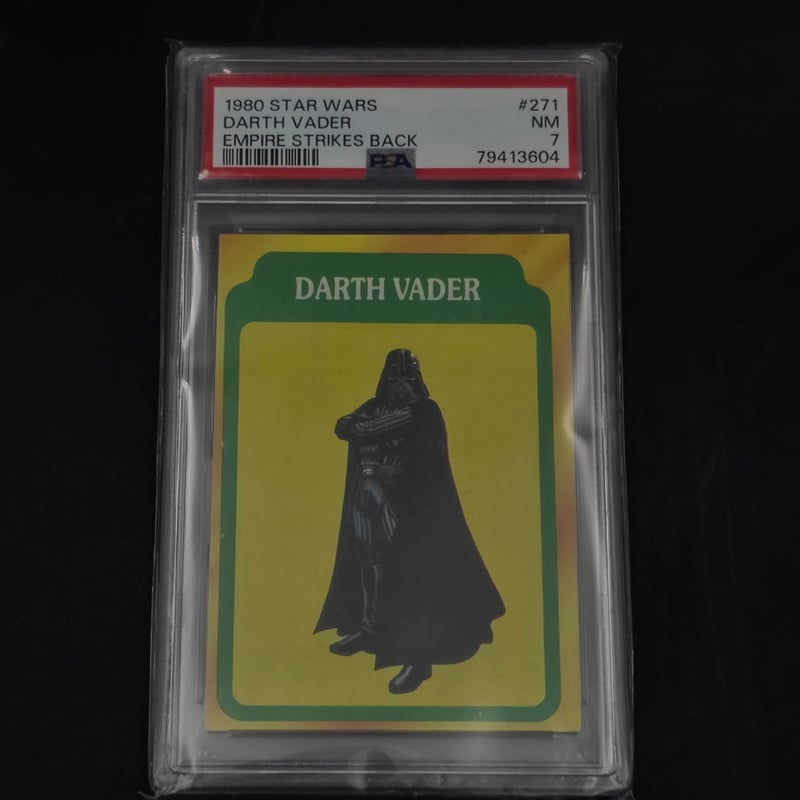 1980 STAR WARS #271
DARTH VADER NM
EMPIRE STRIKES BACK 7
PSA 79413604
DARTH VADER